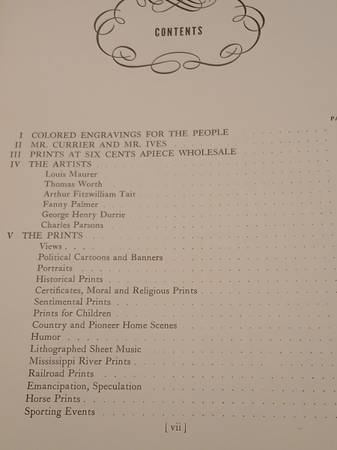 CONTENTS
I COLORED ENGRAVINGS FOR THE PEOPLE
II MR. CURRIER AND MR. IVES
III PRINTS AT SIX CENTS APIECE WHOLESALE
IV THE ARTISTS
Louis Maurer
Thomas Worth
Arthur Fitzwilliam Tait
Fanny Palmer
George Henry Durrie
Charles Parsons
V THE PRINTS
Views
Political Cartoons and Banners
Portraits
Historical Prints
Certificates, Moral and Religious Prints
Sentimental Prints
Prints for Children
Country and Pioneer Home Scenes
Humor
Lithographed Sheet Music
Mississippi River Prints
Railroad Prints
Emancipation, Speculation
Horse Prints
Sporting Events
[ vii ]